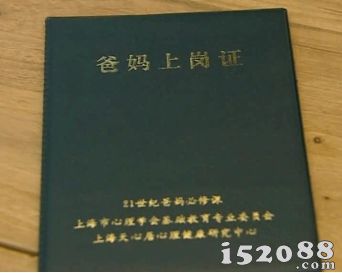 爸妈上岗证
21世纪爸妈必修课
上海市心理学会基础教育专业委员会
上海天心居心理健康研究中心
i52088.com